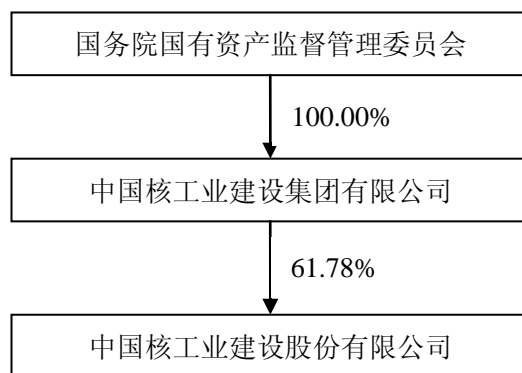 国务院国有资产监督管理委员会
100.00%
中国核工业建设集团有限公司
61.78%
中国核工业建设股份有限公司